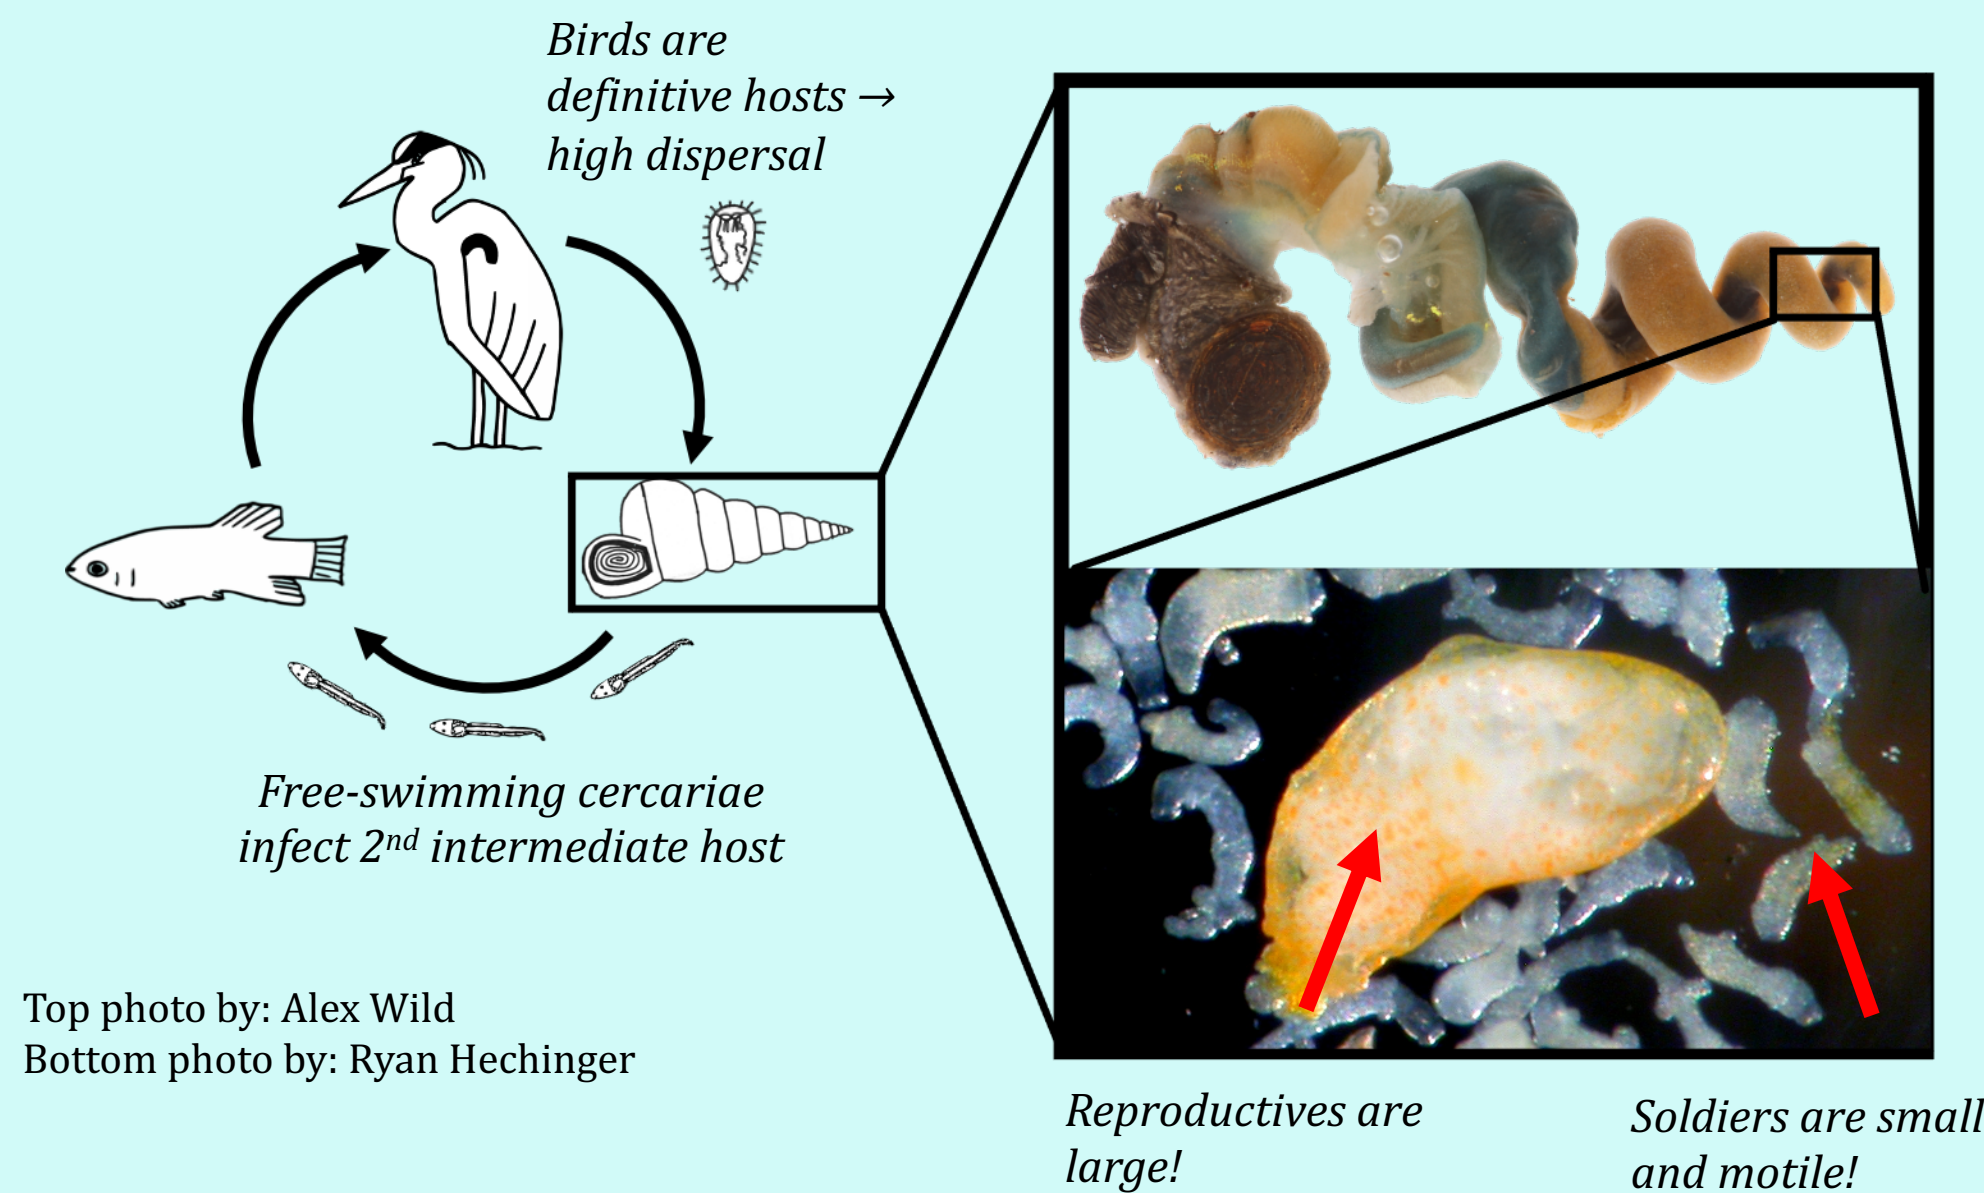 Birds are
definitive hosts →
high dispersal
Free-swimming cercariae
infect 2nd intermediate host
Top photo by: Alex Wild
Bottom photo by: Ryan Hechinger
Reproductives are
large!
Soldiers are small
and motile!